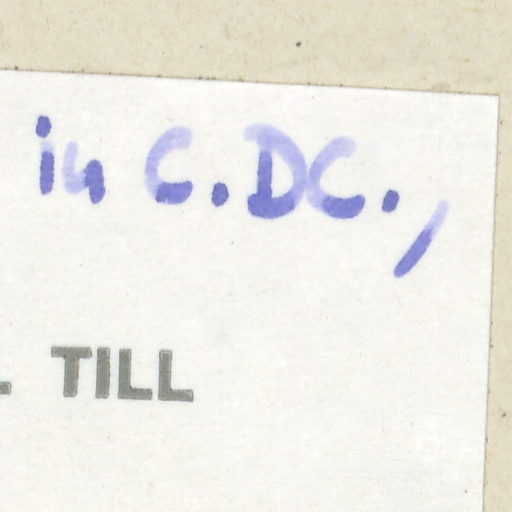 in C.DC.,
. TILL